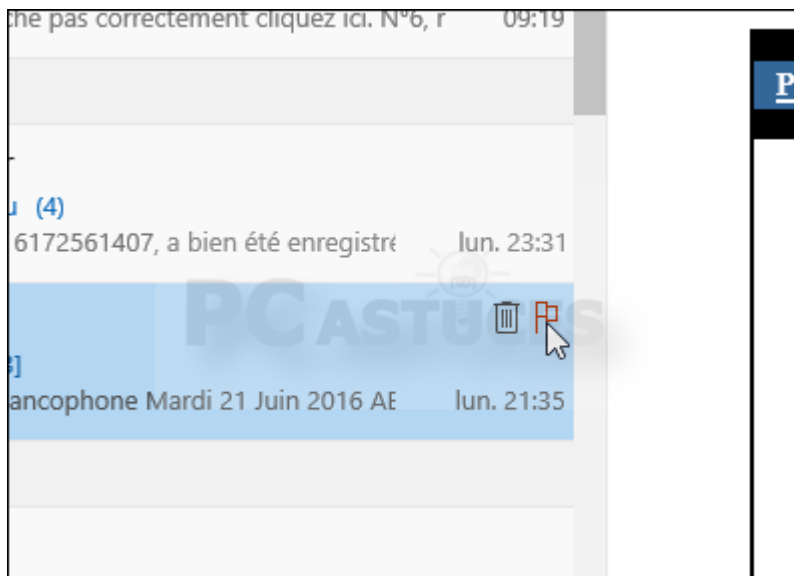 che pas correctement cliquez ici. N°6, r 09:19
P
(4)
6172561407, a bien été enregistré lun. 23:31
PC ASTUCES
]
ancophone Mardi 21 Juin 2016 AE lun. 21:35